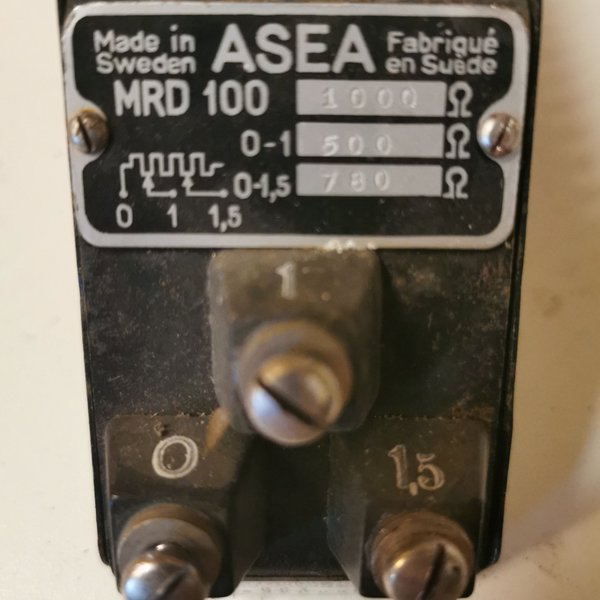 Made in Sweden ASEA Fabriqué en Suède
MRD 100 1000 Ω
0-1 500 Ω
0-1,5 780 Ω
0 1 1,5
1
0 1,5